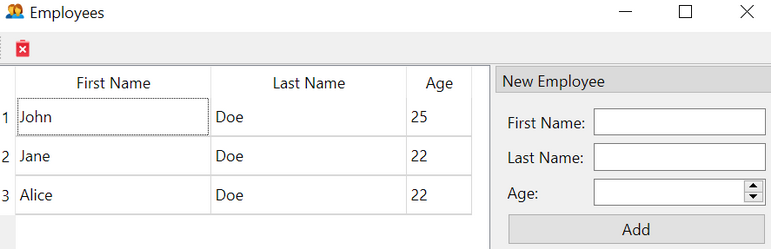 Employees
First Name Last Name Age
1 John Doe 25
2 Jane Doe 22
3 Alice Doe 22
New Employee
First Name:
Last Name:
Age:
Add